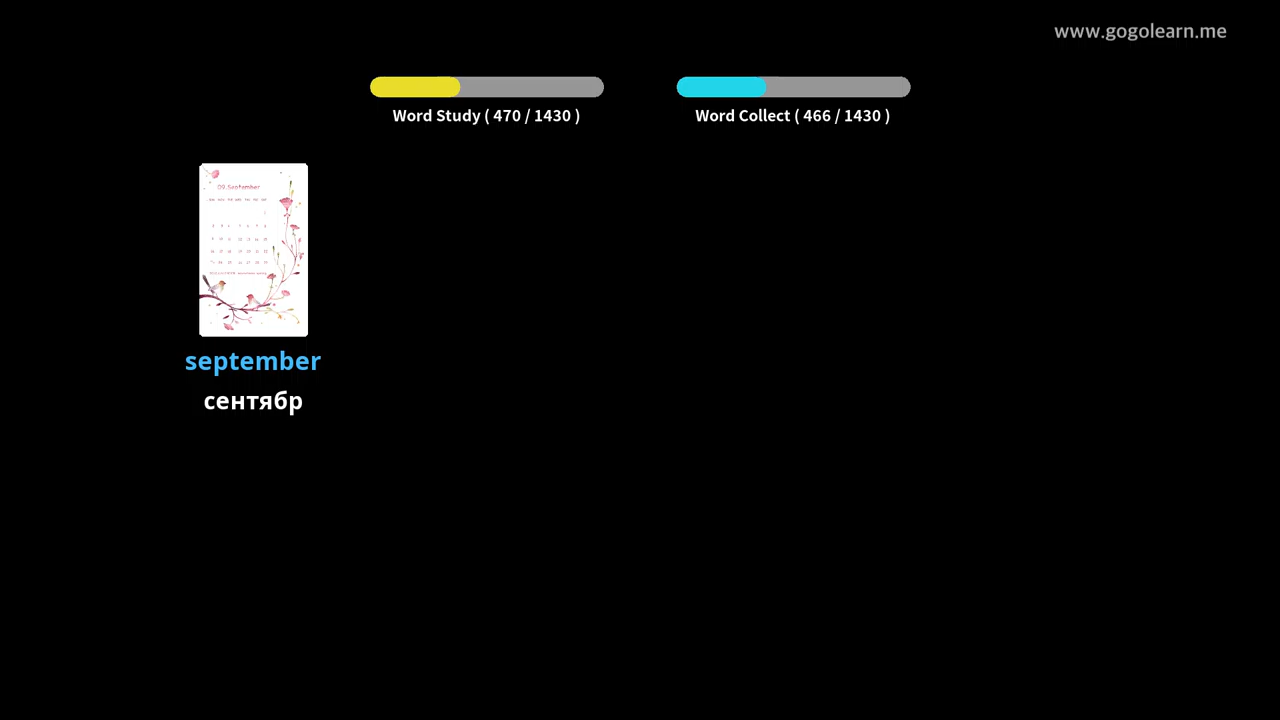 www.gogolearn.me
Word Study ( 470 / 1430 )
Word Collect ( 466 / 1430 )
09.September
september
сентябр